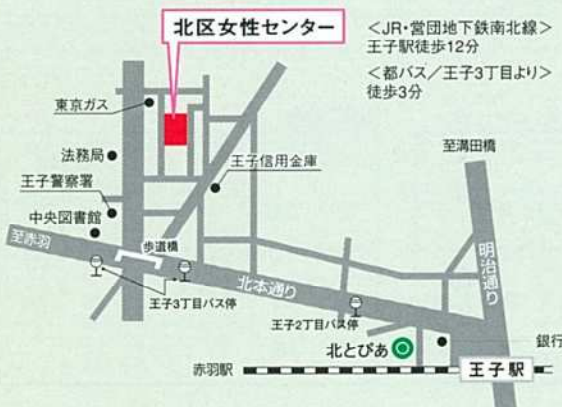 北区女性センター
<JR・営団地下鉄南北線>
王子駅徒歩12分
<都バス/王子3丁目より>
徒歩3分
東京ガス
至溝田橋
法務局
王子信用金庫
王子警察署
中央図書館
至赤羽
歩道橋
明治通り
北本通り
王子3丁目バス停
王子2丁目バス停
北とぴあ
銀行
赤羽駅
王子駅